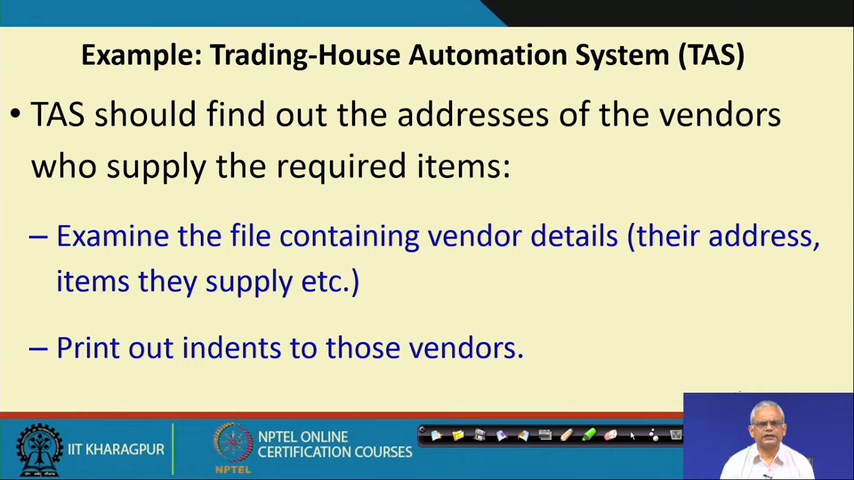 Example: Trading-House Automation System (TAS)
• TAS should find out the addresses of the vendors
who supply the required items:
– Examine the file containing vendor details (their address,
items they supply etc.)
– Print out indents to those vendors.
IIT KHARAGPUR
NPTEL
NPTEL ONLINE
CERTIFICATION COURSES